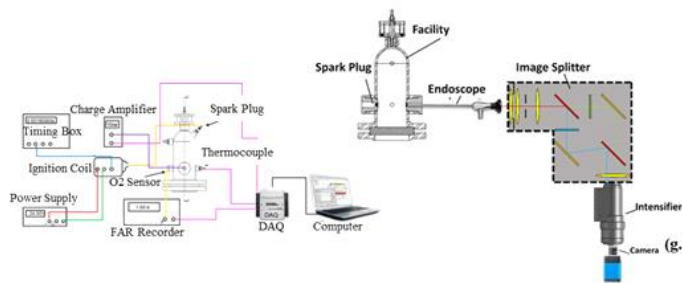 Timing Box
Charge Amplifier
Spark Plug
Thermocouple
Ignition Coil
O2 Sensor
Power Supply
FAR Recorder
DAQ
DAQ
Computer
Facility
Spark Plug
Endoscope
Image Splitter
Intensifier
Camera
(g.